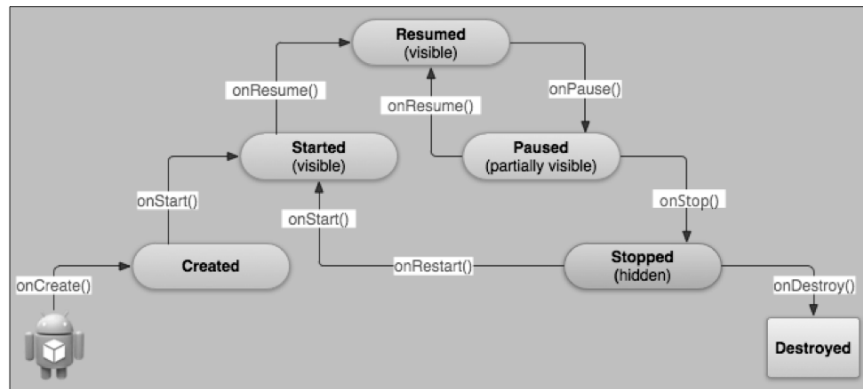 Resumed
(visible)
onResume()
onResume()
onPause()
Started
(visible)
Paused
(partially visible)
onStart()
onStart()
onStop()
Created
onRestart()
Stopped
(hidden)
onCreate()
onDestroy()
Destroyed